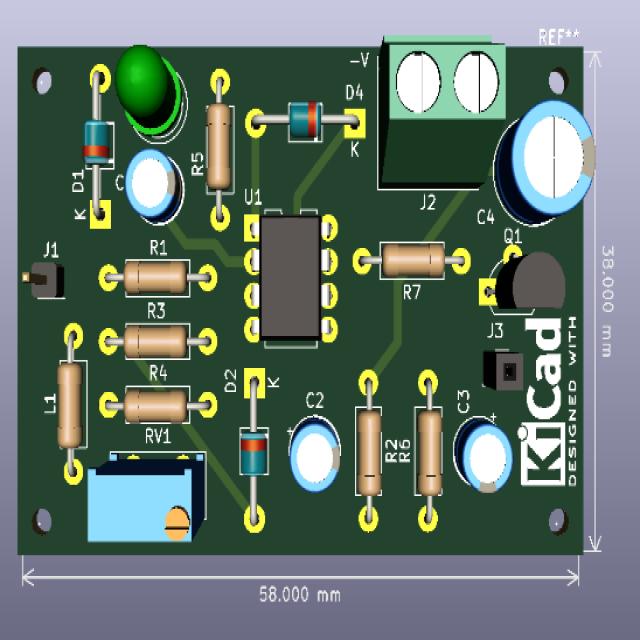 REF**
-V
D4
K
R5
D1
K
C
U1
J2
C4
Q1
J1
R1
R7
38.000 mm
R3
J3
R4
D2
K
L1
C2
C3
RV1
R2
R6
+
+
KiCad
DESIGNED WITH
58.000 mm